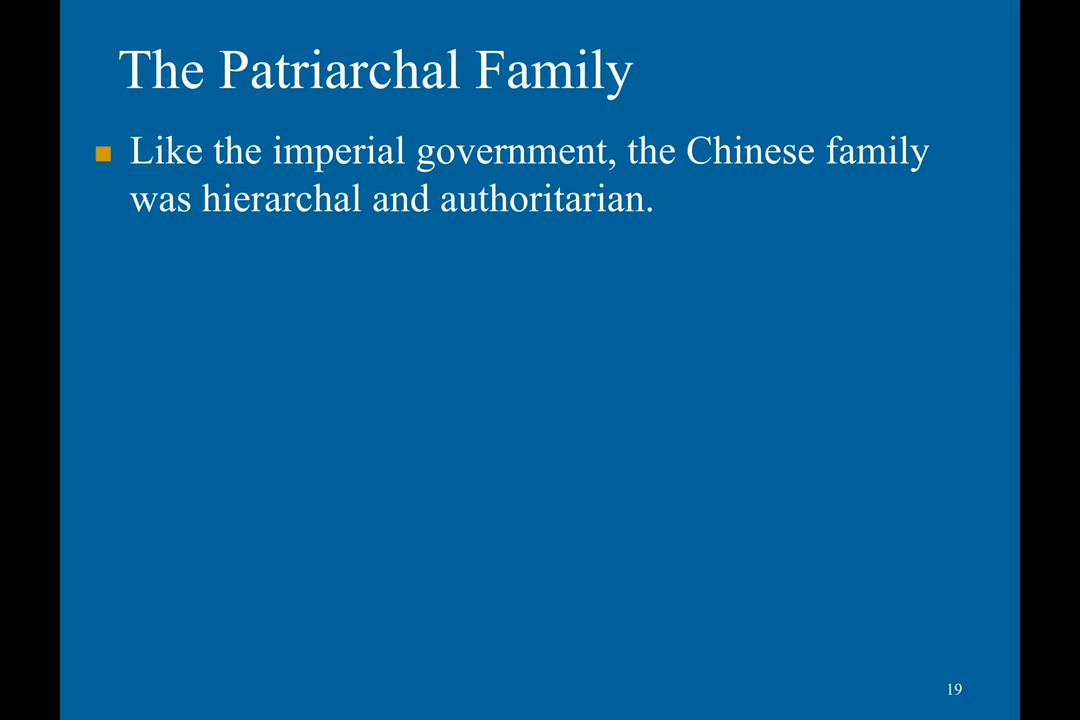 The Patriarchal Family
Like the imperial government, the Chinese family
was hierarchal and authoritarian.
19